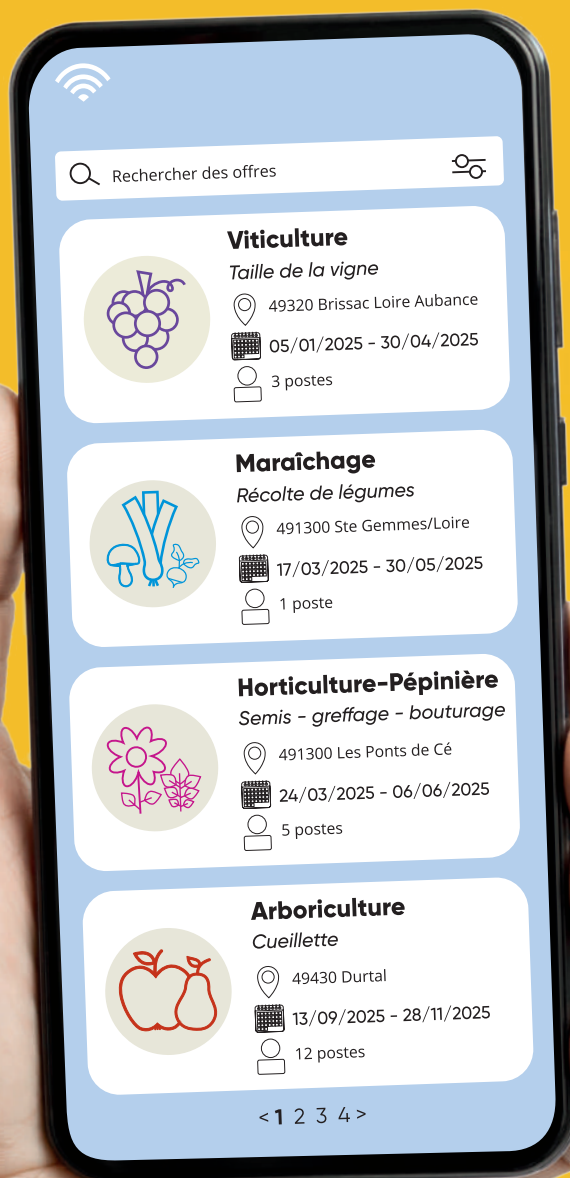 Rechercher des offres
Viticulture
Taille de la vigne
49320 Brissac Loire Aubance
05/01/2025 - 30/04/2025
3 postes
Maraîchage
Récolte de légumes
491300 Ste Gemmes/Loire
17/03/2025 - 30/05/2025
1 poste
Horticulture-Pépinière
Semis - greffage - bouturage
491300 Les Ponts de Cé
24/03/2025 - 06/06/2025
5 postes
Arboriculture
Cueillette
49430 Durtal
13/09/2025 - 28/11/2025
12 postes
< 1 2 3 4 >